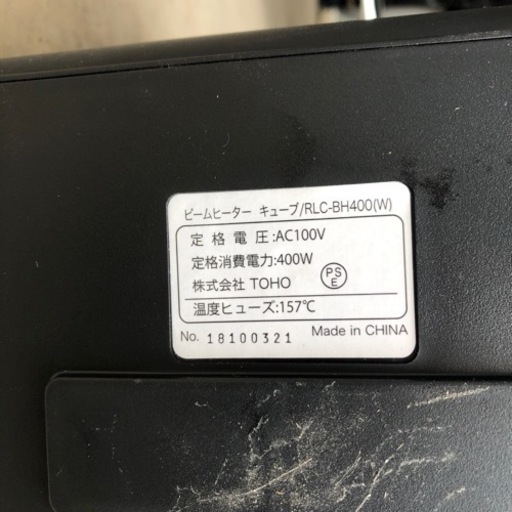 ビームヒーター キューブ/RLC-BH400(W)
定格電圧:AC100V
定格消費電力:400W
株式会社 TOHO
PS
E
温度ヒューズ:157℃
No. 18100321 Made in CHINA